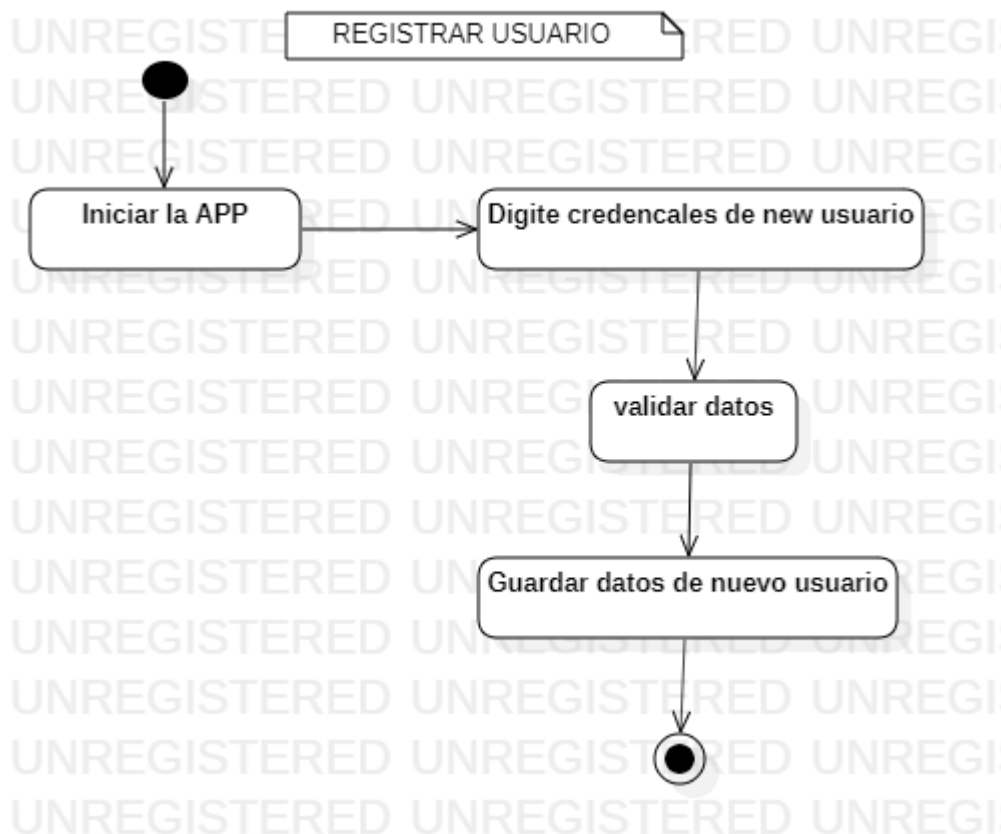 REGISTRAR USUARIO
Iniciar la APP
Digite credencales de new usuario
validar datos
Guardar datos de nuevo usuario
UNREGISTERED